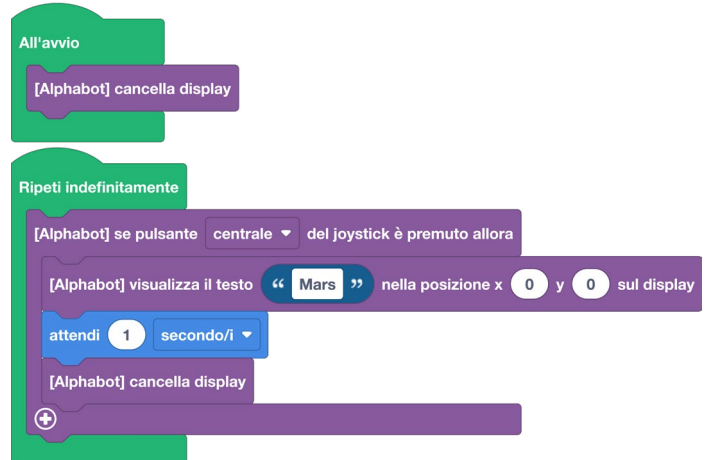 All'avvio
[Alphabot] cancella display
Ripeti indefinitamente
[Alphabot] se pulsante centrale del joystick è premuto allora
[Alphabot] visualizza il testo “ Mars ” nella posizione x 0 y 0 sul display
attendi 1 secondo/i
[Alphabot] cancella display